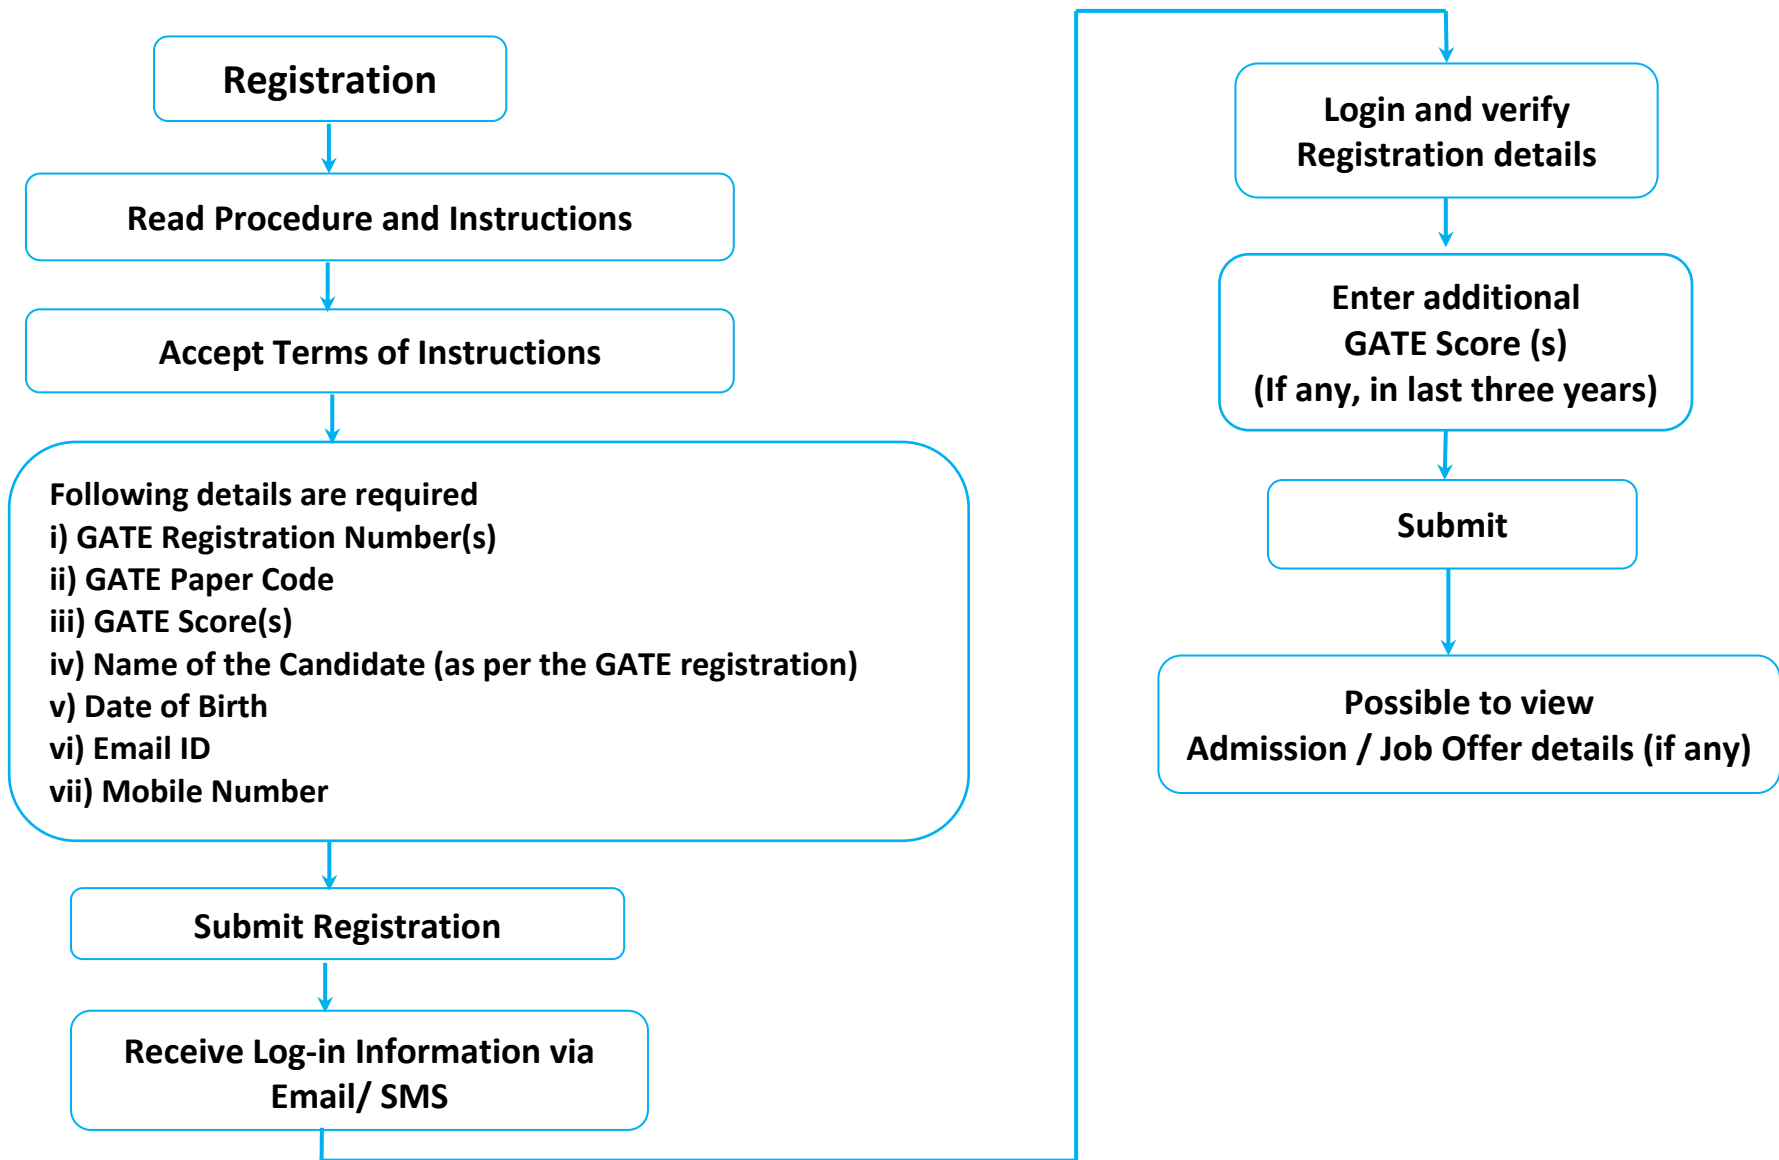 Registration
Read Procedure and Instructions
Accept Terms of Instructions
Following details are required
i) GATE Registration Number(s)
ii) GATE Paper Code
iii) GATE Score(s)
iv) Name of the Candidate (as per the GATE registration)
v) Date of Birth
vi) Email ID
vii) Mobile Number
Submit Registration
Receive Log-in Information via
Email/ SMS
Login and verify
Registration details
Enter additional
GATE Score (s)
(If any, in last three years)
Submit
Possible to view
Admission / Job Offer details (if any)